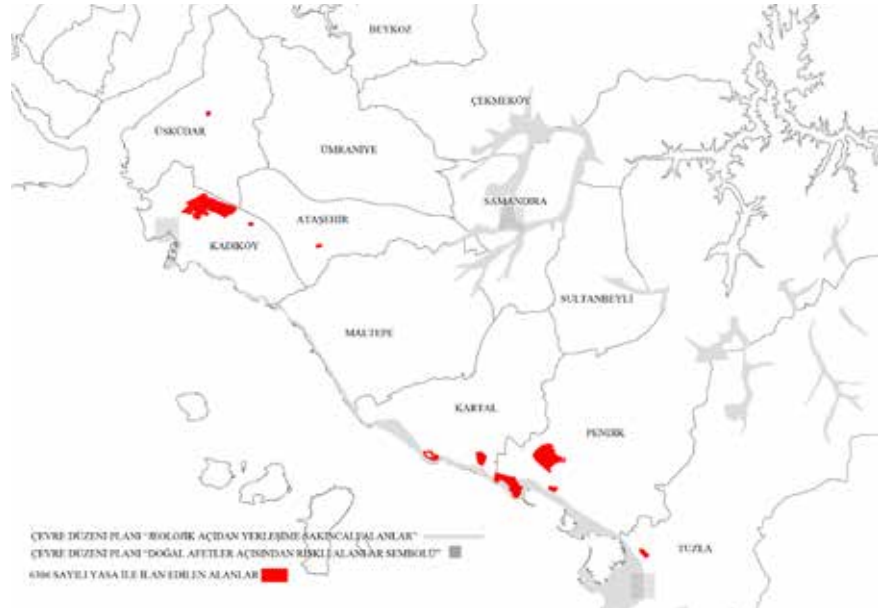 BEYKOZ
ÇEKMEKÖY
ÜSKÜDAR
ÜMRANİYE
SAMANDIRA
ATAŞEHİR
KADIKÖY
SULTANBEYLİ
MALTEPE
KARTAL
PENDİK
TUZLA
ÇEVRE DÜZENİ PLANI "JEOLOJİK AÇIDAN YERLEŞİME SAKINCALI ALANLAR"
ÇEVRE DÜZENİ PLANI "DOĞAL AFETLER AÇISINDAN RİSKLİ ALANLAR SEMBOLÜ"
6306 SAYILI YASA İLE İLAN EDİLEN ALANLAR